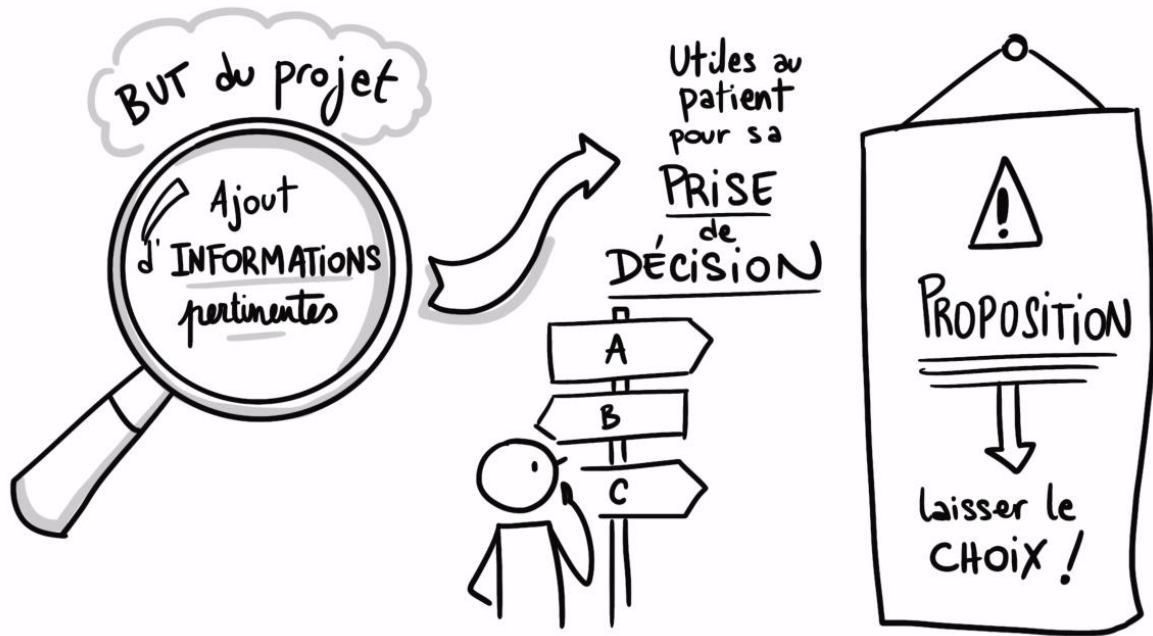 BUT du projet
Ajout
d'INFORMATIONS
pertinentes
Utiles au
patient
pour sa
PRISE
de
DÉCISION
A
B
C
!
PROPOSITION
laisser le
CHOIX !